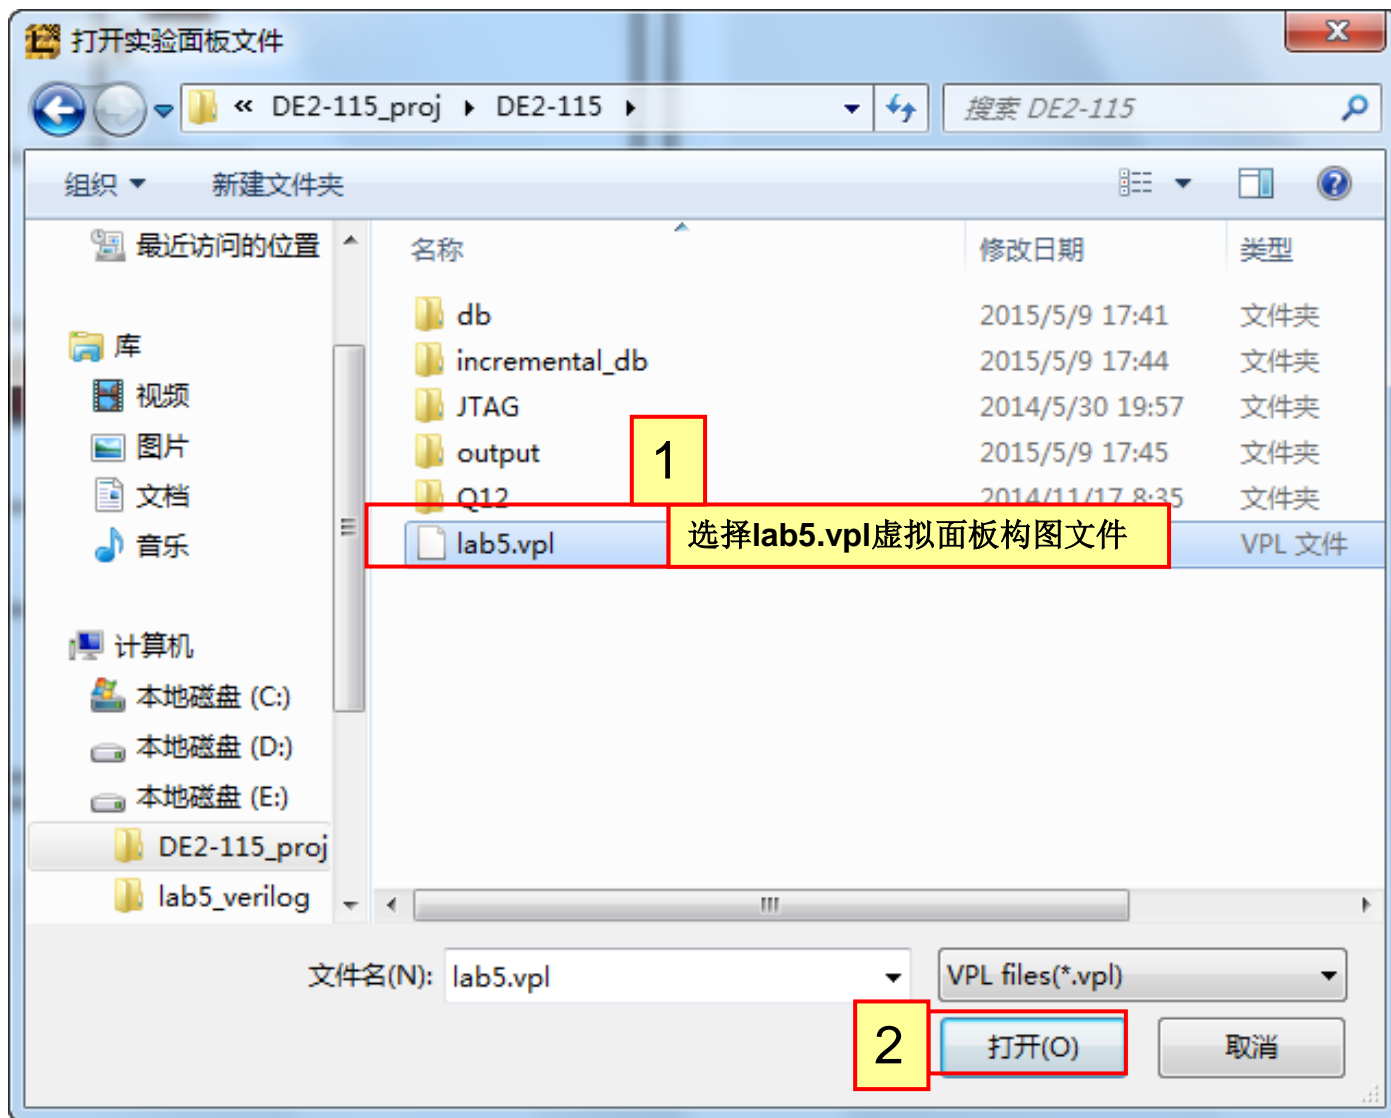 打开实验面板文件
« DE2-115_proj DE2-115
搜索 DE2-115
组织 新建文件夹
最近访问的位置
库
视频
图片
文档
音乐
计算机
本地磁盘 (C:)
本地磁盘 (D:)
本地磁盘 (E:)
DE2-115_proj
lab5_verilog
名称 修改日期 类型
db 2015/5/9 17:41 文件夹
incremental_db 2015/5/9 17:44 文件夹
JTAG 2014/5/30 19:57 文件夹
output 2015/5/9 17:45 文件夹
Q12 2014/11/17 8:35 文件夹
lab5.vpl VPL 文件
1
选择lab5.vpl虚拟面板构图文件
文件名(N): lab5.vpl VPL files(*.vpl)
2
打开(O) 取消